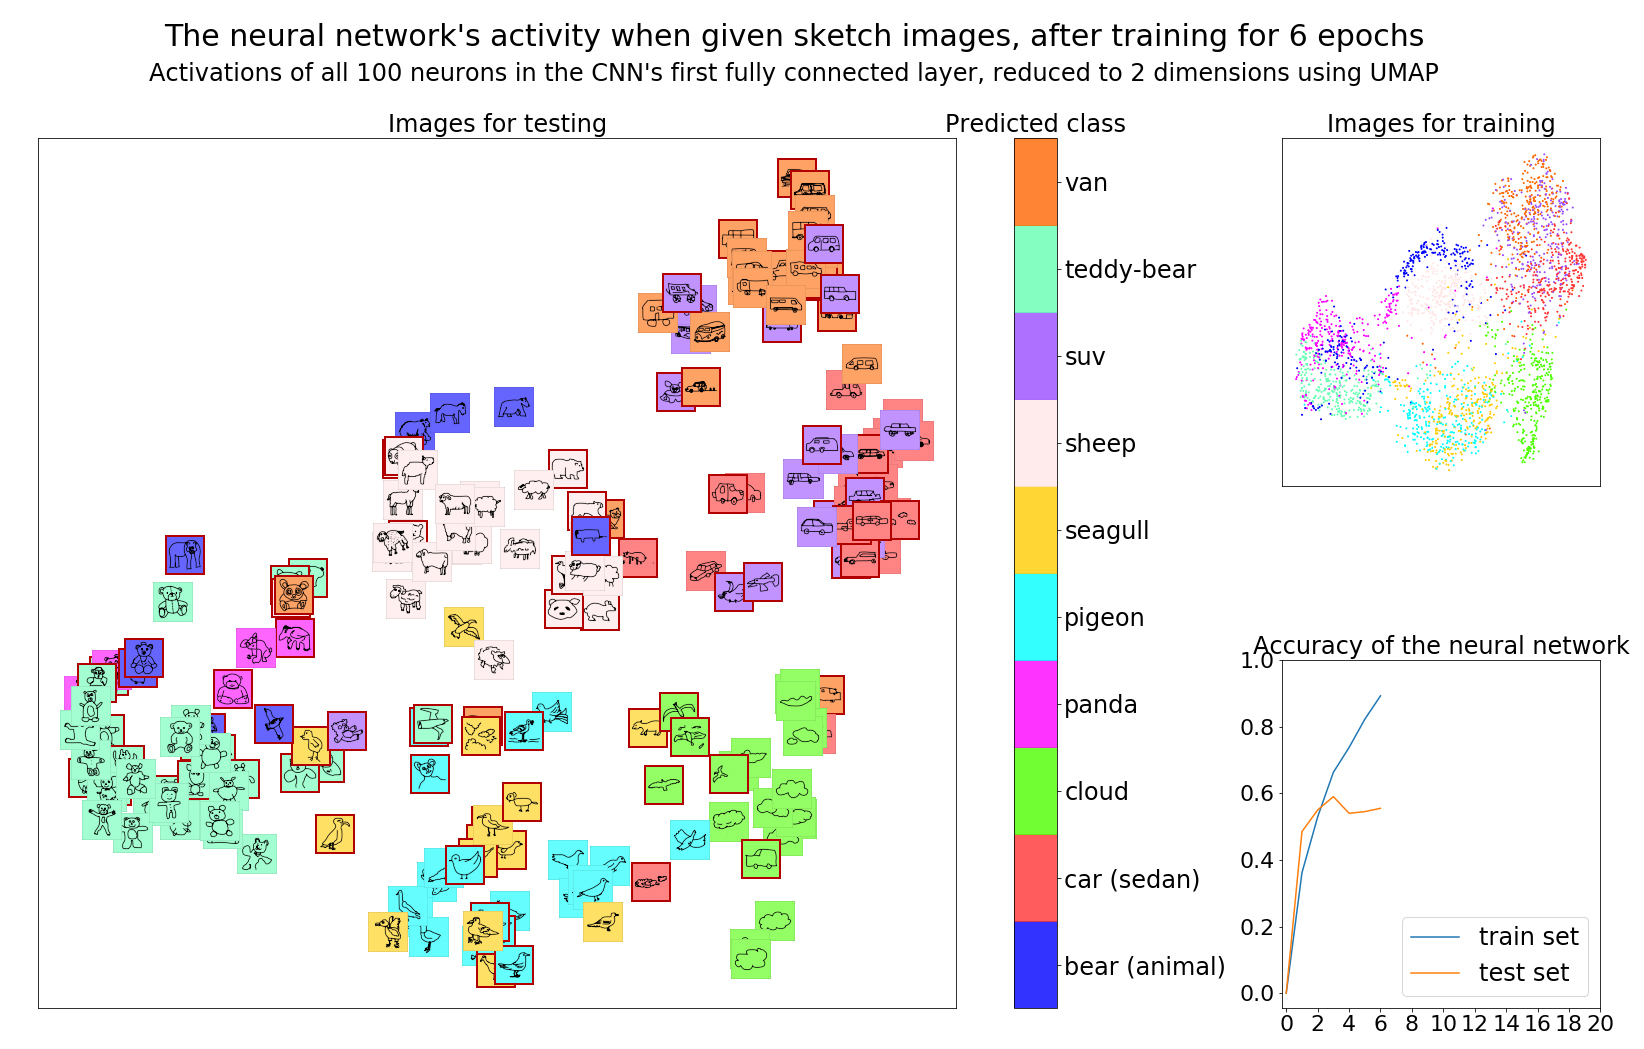 The neural network's activity when given sketch images, after training for 6 epochs
Activations of all 100 neurons in the CNN's first fully connected layer, reduced to 2 dimensions using UMAP
Images for testing
Predicted class
van
teddy-bear
suv
sheep
seagull
pigeon
panda
cloud
car (sedan)
bear (animal)
Images for training
Accuracy of the neural network
1.0
0.8
0.6
0.4
0.2
0.0
train set
test set
0 2 4 6 8 10 12 14 16 18 20